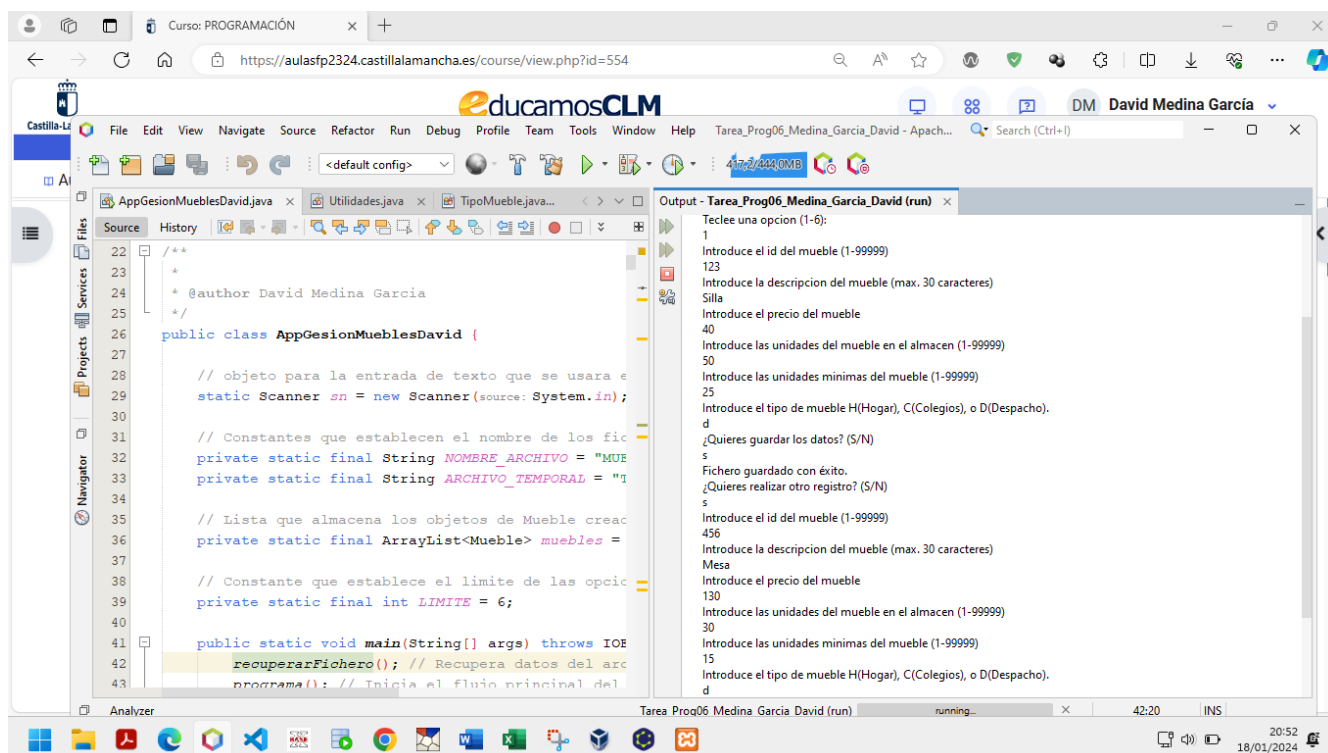 Curso: PROGRAMACIÓN
https://aulasfp2324.castillalamancha.es/course/view.php?id=554
Castilla-La
educamosCLM
DM David Medina García
File Edit View Navigate Source Refactor Run Debug Profile Team Tools Window Help Tarea_Prog06_Medina_Garcia_David - Apach... Search (Ctrl+I)
<default config> 417,2/444,0MB
AppGesionMueblesDavid.java Utilidades.java TipoMueble.java...
Source History
Files
Services
Projects
Navigator
22 /**
23 *
24 * @author David Medina Garcia
25 */
26 public class AppGesionMueblesDavid {
27
28 // objeto para la entrada de texto que se usara e
29 static Scanner sn = new Scanner(source: System.in);
30
31 // Constantes que establecen el nombre de los fic
32 private static final String NOMBRE_ARCHIVO = "MUE
33 private static final String ARCHIVO_TEMPORAL = "T
34
35 // Lista que almacena los objetos de Mueble creac
36 private static final ArrayList<Mueble> muebles =
37
38 // Constante que establece el limite de las opcio
39 private static final int LIMITE = 6;
40
41 public static void main(String[] args) throws IOE
42 recuperarFichero(); // Recupera datos del arc
43 programa(); // Inicia el flujo principal del
Output - Tarea_Prog06_Medina_Garcia_David (run)
Teclee una opcion (1-6):
1
Introduce el id del mueble (1-99999)
123
Introduce la descripcion del mueble (max. 30 caracteres)
Silla
Introduce el precio del mueble
40
Introduce las unidades del mueble en el almacen (1-99999)
50
Introduce las unidades minimas del mueble (1-99999)
25
Introduce el tipo de mueble H(Hogar), C(Colegios), o D(Despacho).
d
¿Quieres guardar los datos? (S/N)
s
Fichero guardado con éxito.
¿Quieres realizar otro registro? (S/N)
s
Introduce el id del mueble (1-99999)
456
Introduce la descripcion del mueble (max. 30 caracteres)
Mesa
Introduce el precio del mueble
130
Introduce las unidades del mueble en el almacen (1-99999)
30
Introduce las unidades minimas del mueble (1-99999)
15
Introduce el tipo de mueble H(Hogar), C(Colegios), o D(Despacho).
d
Analyzer Tarea_Prog06_Medina_Garcia_David (run) running... 42:20 INS
20:52
18/01/2024